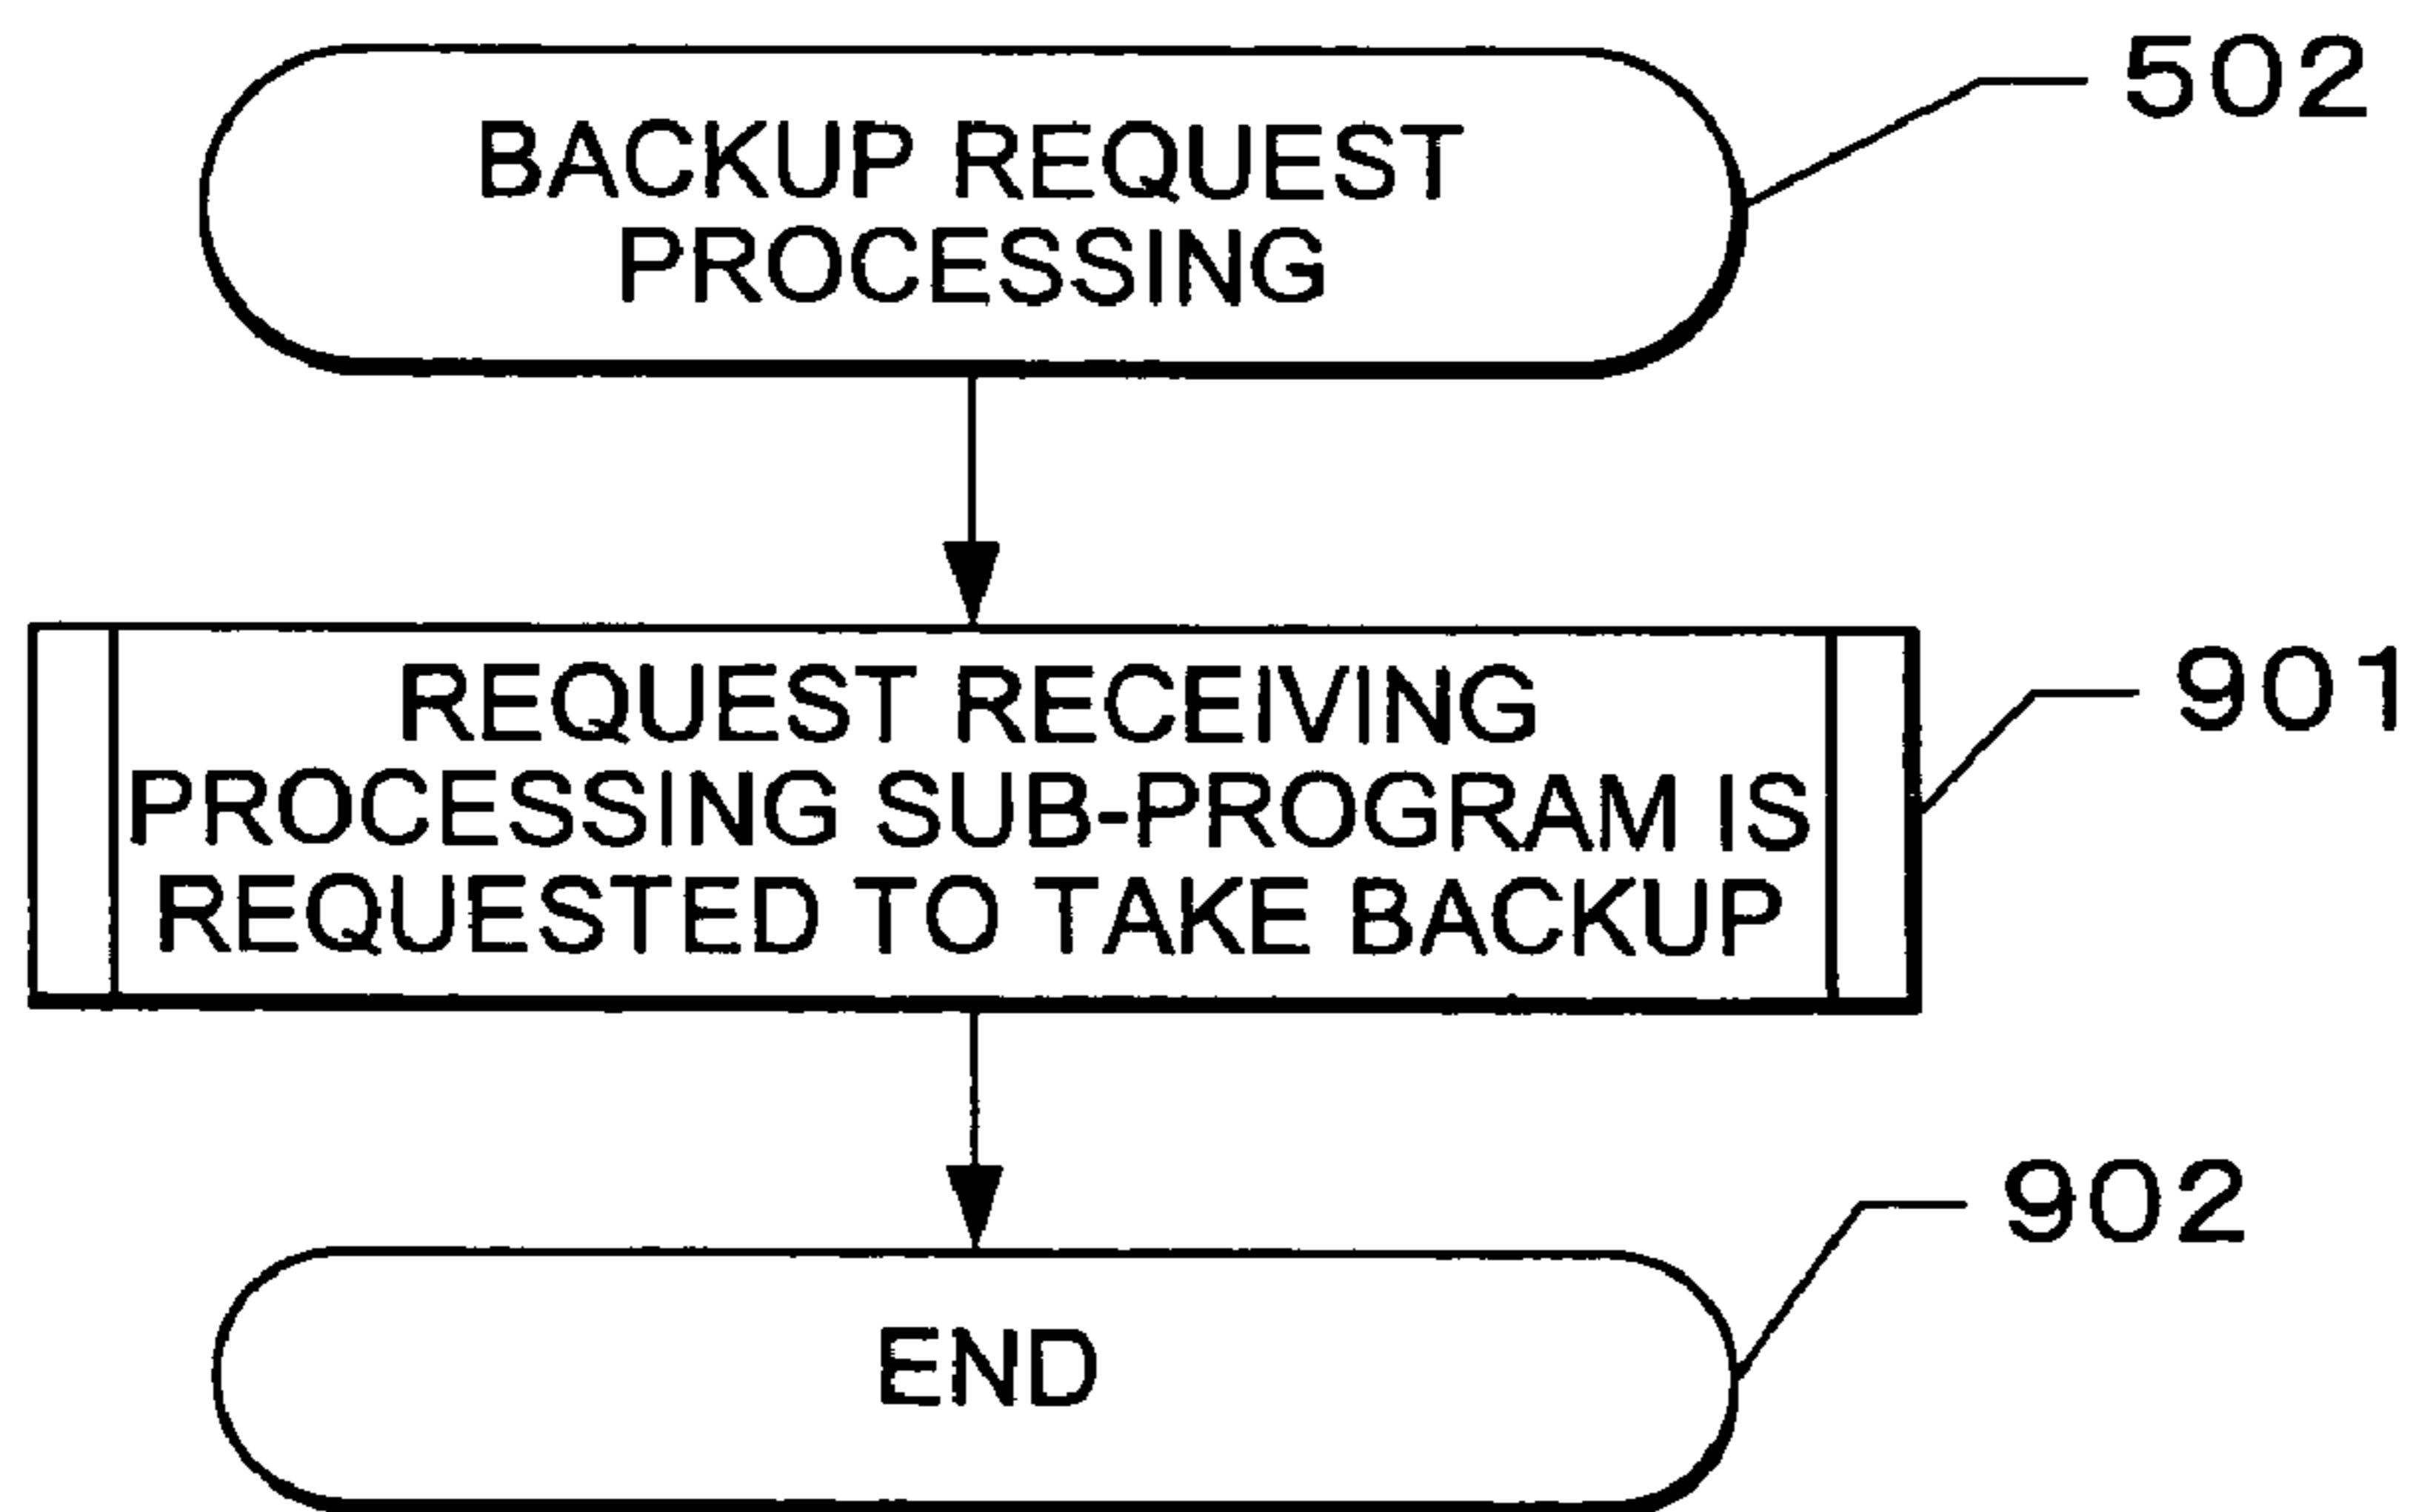 BACKUP REQUEST
PROCESSING
502
REQUEST RECEIVING
PROCESSING SUB-PROGRAM IS
REQUESTED TO TAKE BACKUP
901
END
902